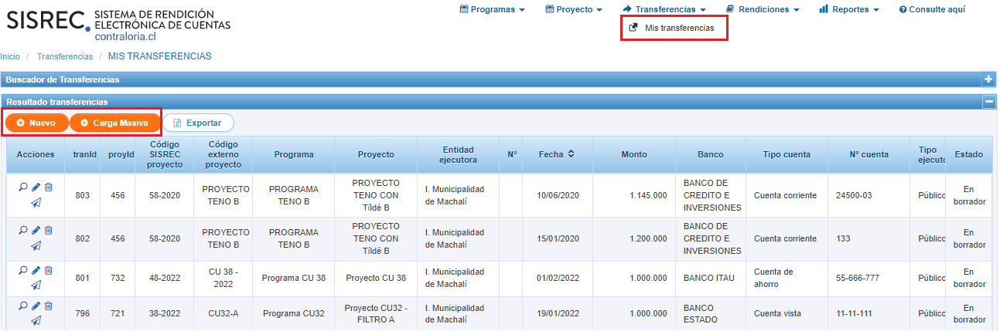 SISREC. SISTEMA DE RENDICIÓN
ELECTRÓNICA DE CUENTAS
contraloria.cl
Programas Proyecto Transferencias Rendiciones Reportes Consulte aquí
Mis transferencias
Inicio / Transferencias / MIS TRANSFERENCIAS
Buscador de Transferencias
Resultado transferencias
Nuevo Carga Masiva Exportar
Acciones tranId proyId Código SISREC proyecto Código externo proyecto Programa Proyecto Entidad ejecutora N° Fecha Monto Banco Tipo cuenta N° cuenta Tipo ejecuto Estado
803 456 58-2020 PROYECTO TENO B PROGRAMA TENO B PROYECTO TENO CON Tíldé B I. Municipalidad de Machalí 10/06/2020 1.145.000 BANCO DE CREDITO E INVERSIONES Cuenta corriente 24500-03 Público En borrador
802 456 58-2020 PROYECTO TENO B PROGRAMA TENO B PROYECTO TENO CON Tíldé B I. Municipalidad de Machalí 15/01/2020 1.200.000 BANCO DE CREDITO E INVERSIONES Cuenta corriente 133 Público En borrador
801 732 48-2022 CU 38 - 2022 Programa CU 38 Proyecto CU 38 I. Municipalidad de Machalí 01/02/2022 1.000.000 BANCO ITAU Cuenta de ahorro 55-666-777 Público En borrador
796 721 38-2022 CU32-A Programa CU32 Proyecto CU32 - FILTRO A I. Municipalidad de Machalí 19/01/2022 1.000.000 BANCO ESTADO Cuenta vista 11-11-111 Público En borrador